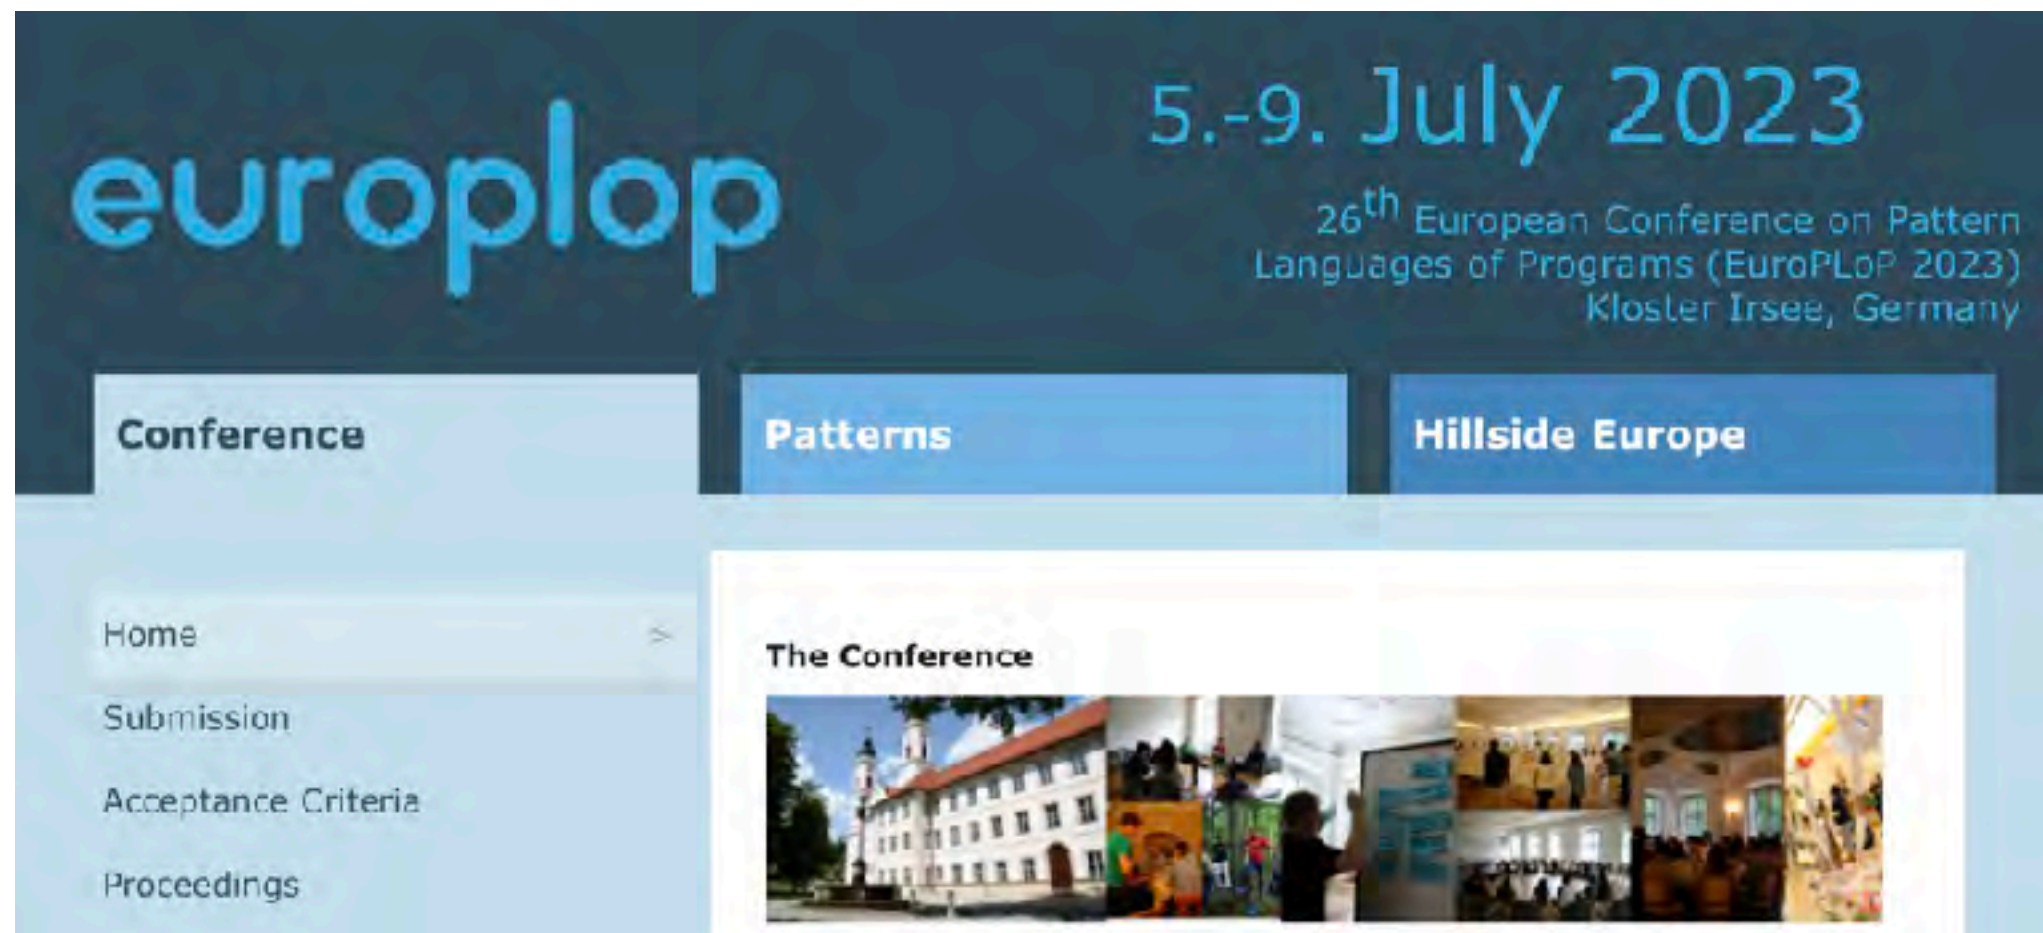 europlop
5.-9. July 2023
26th European Conference on Pattern
Languages of Programs (EuroPLoP 2023)
Kloster Irsee, Germany
Conference
Patterns
Hillside Europe
Home >
Submission
Acceptance Criteria
Proceedings
The Conference